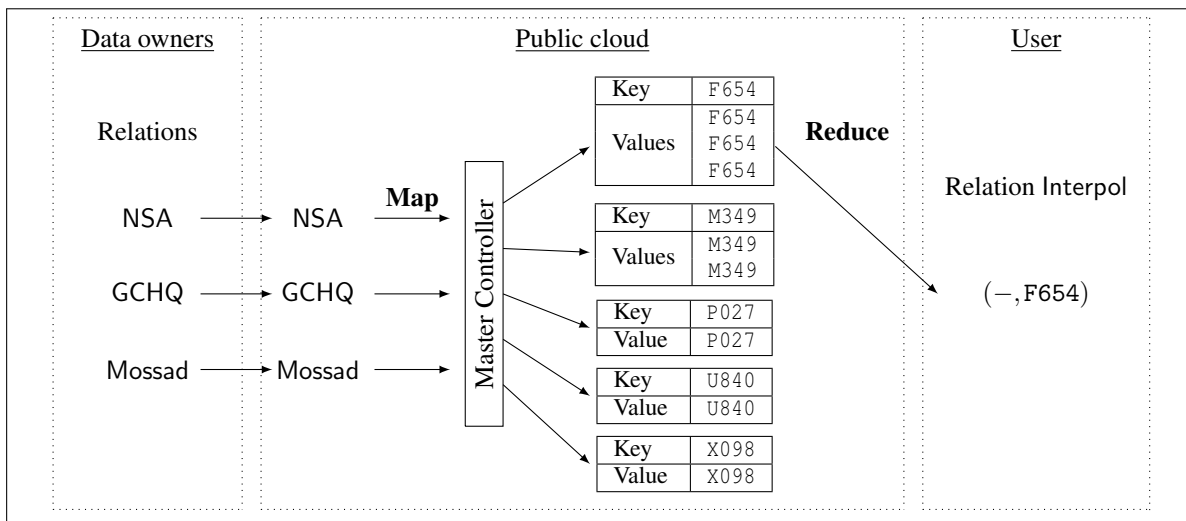 Data owners
Public cloud
User
Relations
NSA
GCHQ
Mossad
NSA
GCHQ
Mossad
Map
Master Controller
Key F654
Values F654
F654
F654
Key M349
Values M349
M349
Key P027
Value P027
Key U840
Value U840
Key X098
Value X098
Reduce
Relation Interpol
(−, F654)